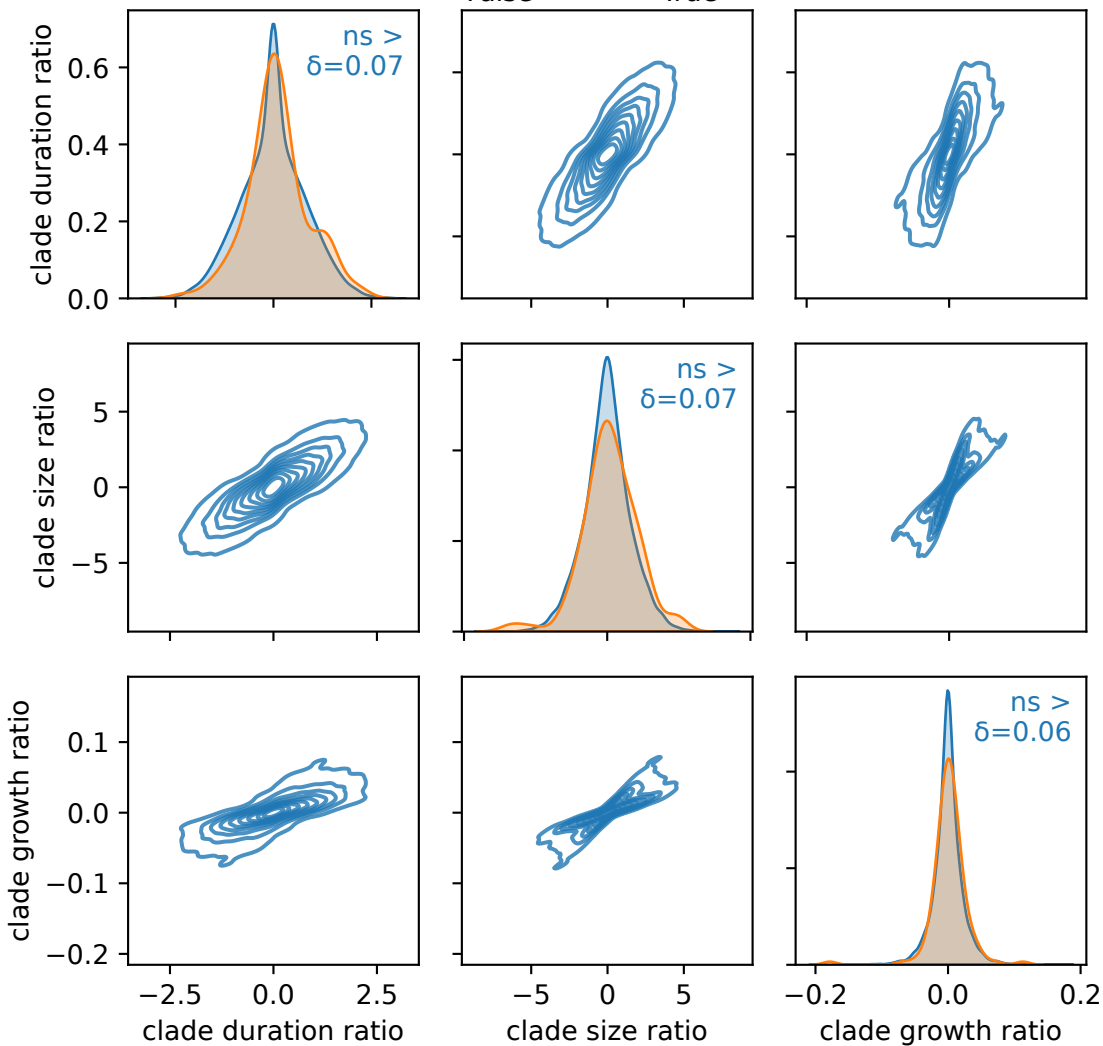 clade duration ratio
0.6
0.4
0.2
0.0
ns >
δ=0.07
clade size ratio
5
0
−5
ns >
δ=0.07
clade growth ratio
0.1
0.0
−0.1
−0.2
ns >
δ=0.06
−2.5 0.0 2.5
−5 0 5
−0.2 0.0 0.2
clade duration ratio
clade size ratio
clade growth ratio